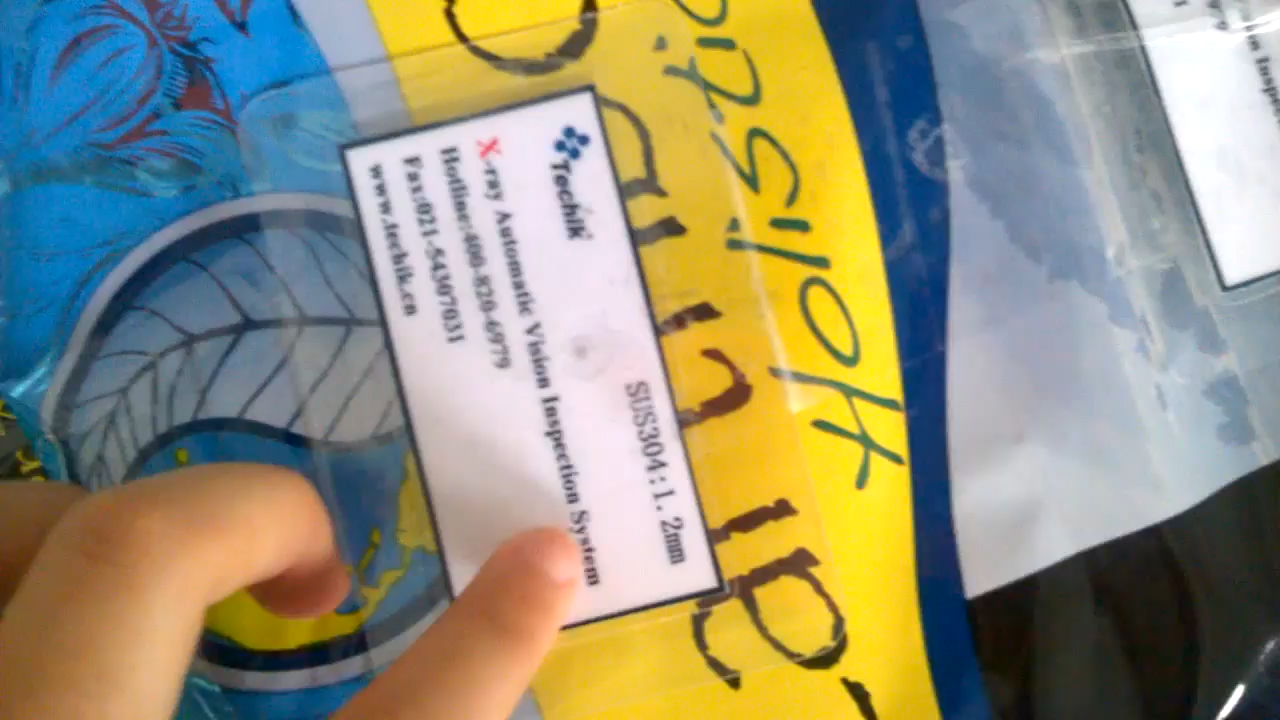 Techik
SUS304:1.2mm
X-ray Automatic Vision Inspection System
Hotline:400-820-6979
Fax:021-54307031
www.techik.cn
Holistic